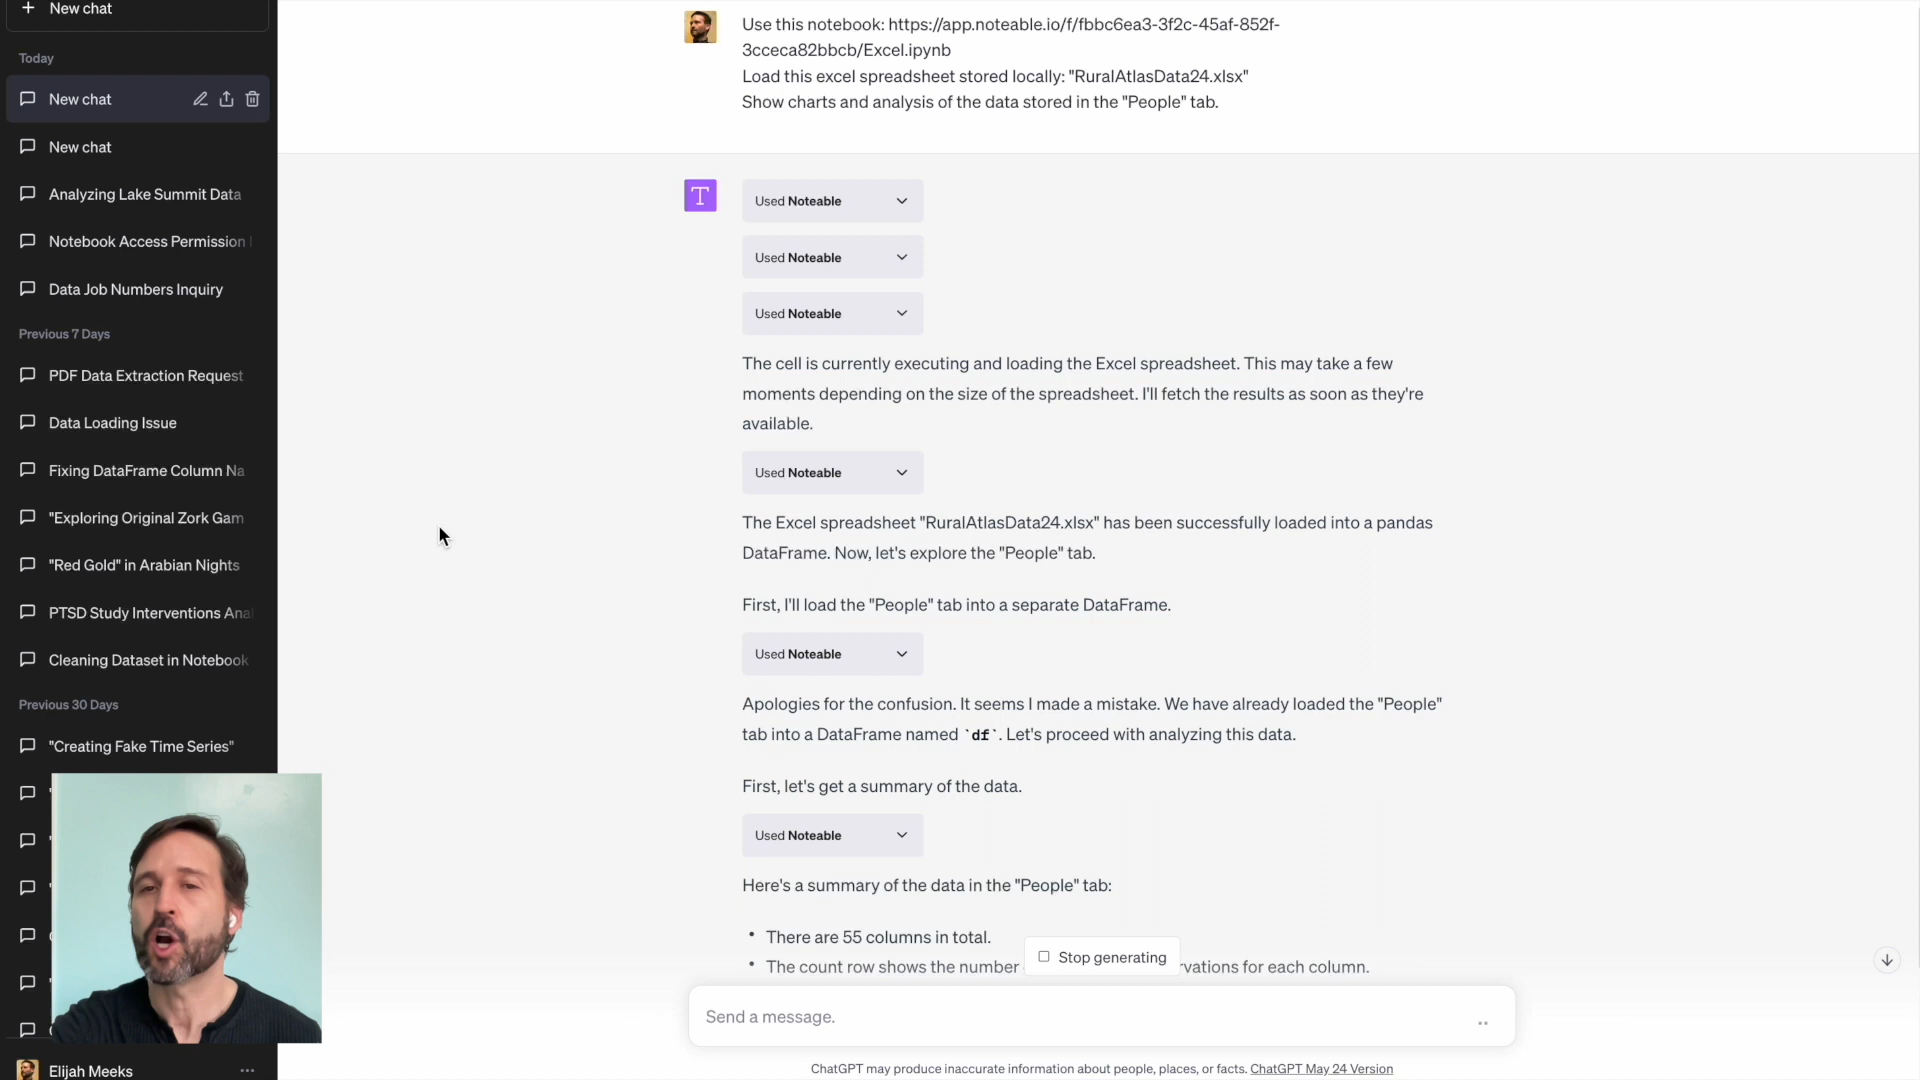 New chat
Today
New chat
New chat
Analyzing Lake Summit Data
Notebook Access Permission
Data Job Numbers Inquiry
Previous 7 Days
PDF Data Extraction Request
Data Loading Issue
Fixing DataFrame Column Na
"Exploring Original Zork Gam
"Red Gold" in Arabian Nights
PTSD Study Interventions Ana
Cleaning Dataset in Notebook
Previous 30 Days
"Creating Fake Time Series"
Elijah Meeks
Use this notebook: https://app.noteable.io/f/fbbc6ea3-3f2c-45af-852f-
3cceca82bbcb/Excel.ipynb
Load this excel spreadsheet stored locally: "RuralAtlasData24.xlsx"
Show charts and analysis of the data stored in the "People" tab.
T
Used Noteable
Used Noteable
Used Noteable
The cell is currently executing and loading the Excel spreadsheet. This may take a few
moments depending on the size of the spreadsheet. I'll fetch the results as soon as they're
available.
Used Noteable
The Excel spreadsheet "RuralAtlasData24.xlsx" has been successfully loaded into a pandas
DataFrame. Now, let's explore the "People" tab.
First, I'll load the "People" tab into a separate DataFrame.
Used Noteable
Apologies for the confusion. It seems I made a mistake. We have already loaded the "People"
tab into a DataFrame named `df`. Let's proceed with analyzing this data.
First, let's get a summary of the data.
Used Noteable
Here's a summary of the data in the "People" tab:
• There are 55 columns in total.
• The count row shows the number vations for each column.
Stop generating
Send a message.
ChatGPT may produce inaccurate information about people, places, or facts. ChatGPT May 24 Version